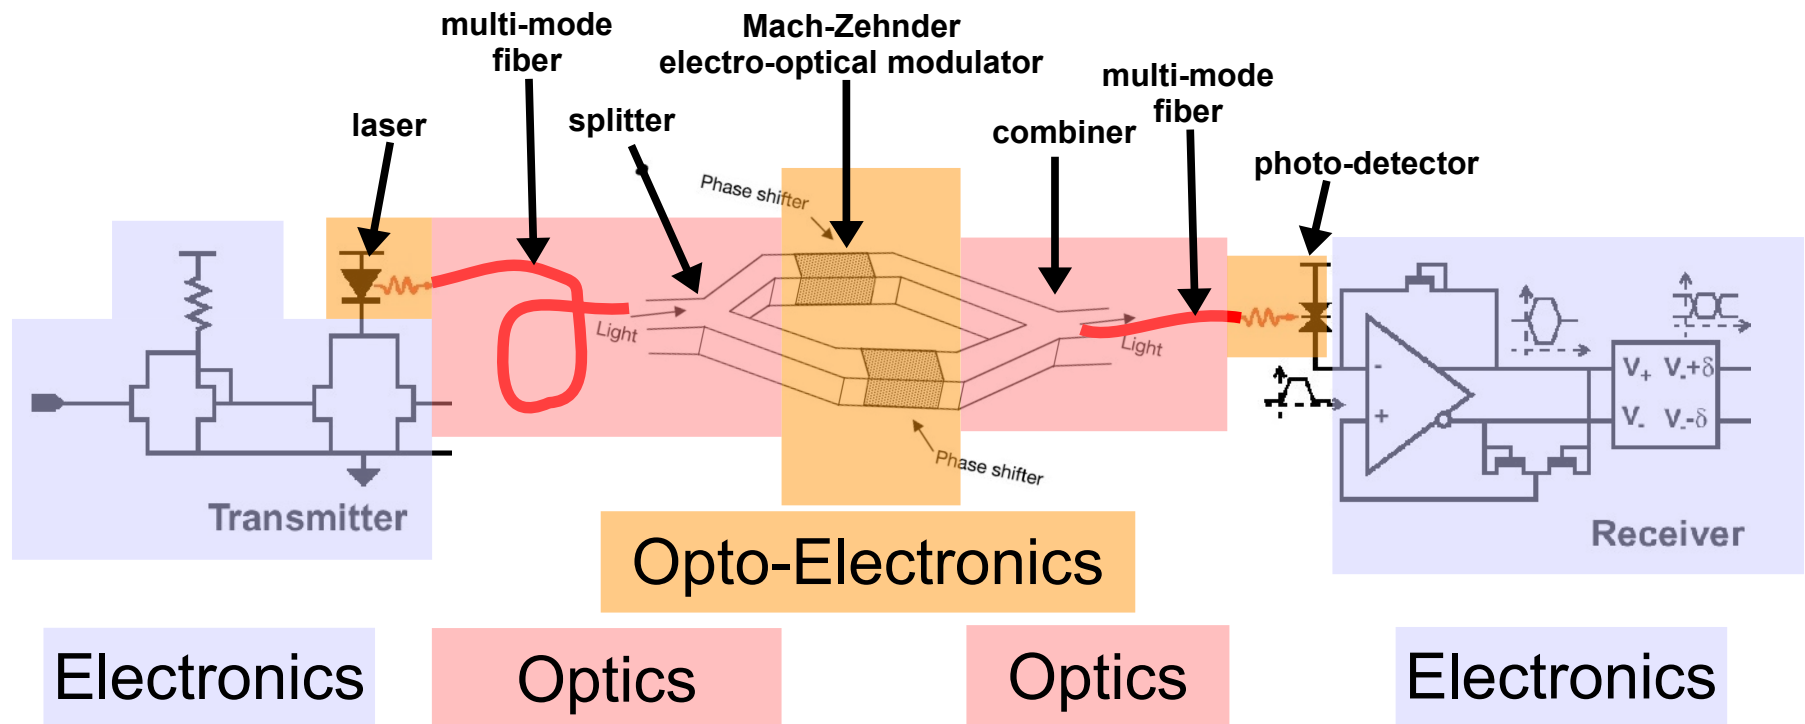 multi-mode
fiber
Mach-Zehnder
electro-optical modulator
multi-mode
fiber
laser
splitter
combiner
photo-detector
Phase shifter
Light
Light
Phase shifter
-
+
V+ V-+δ
V- V--δ
Transmitter
Receiver
Opto-Electronics
Electronics
Optics
Optics
Electronics